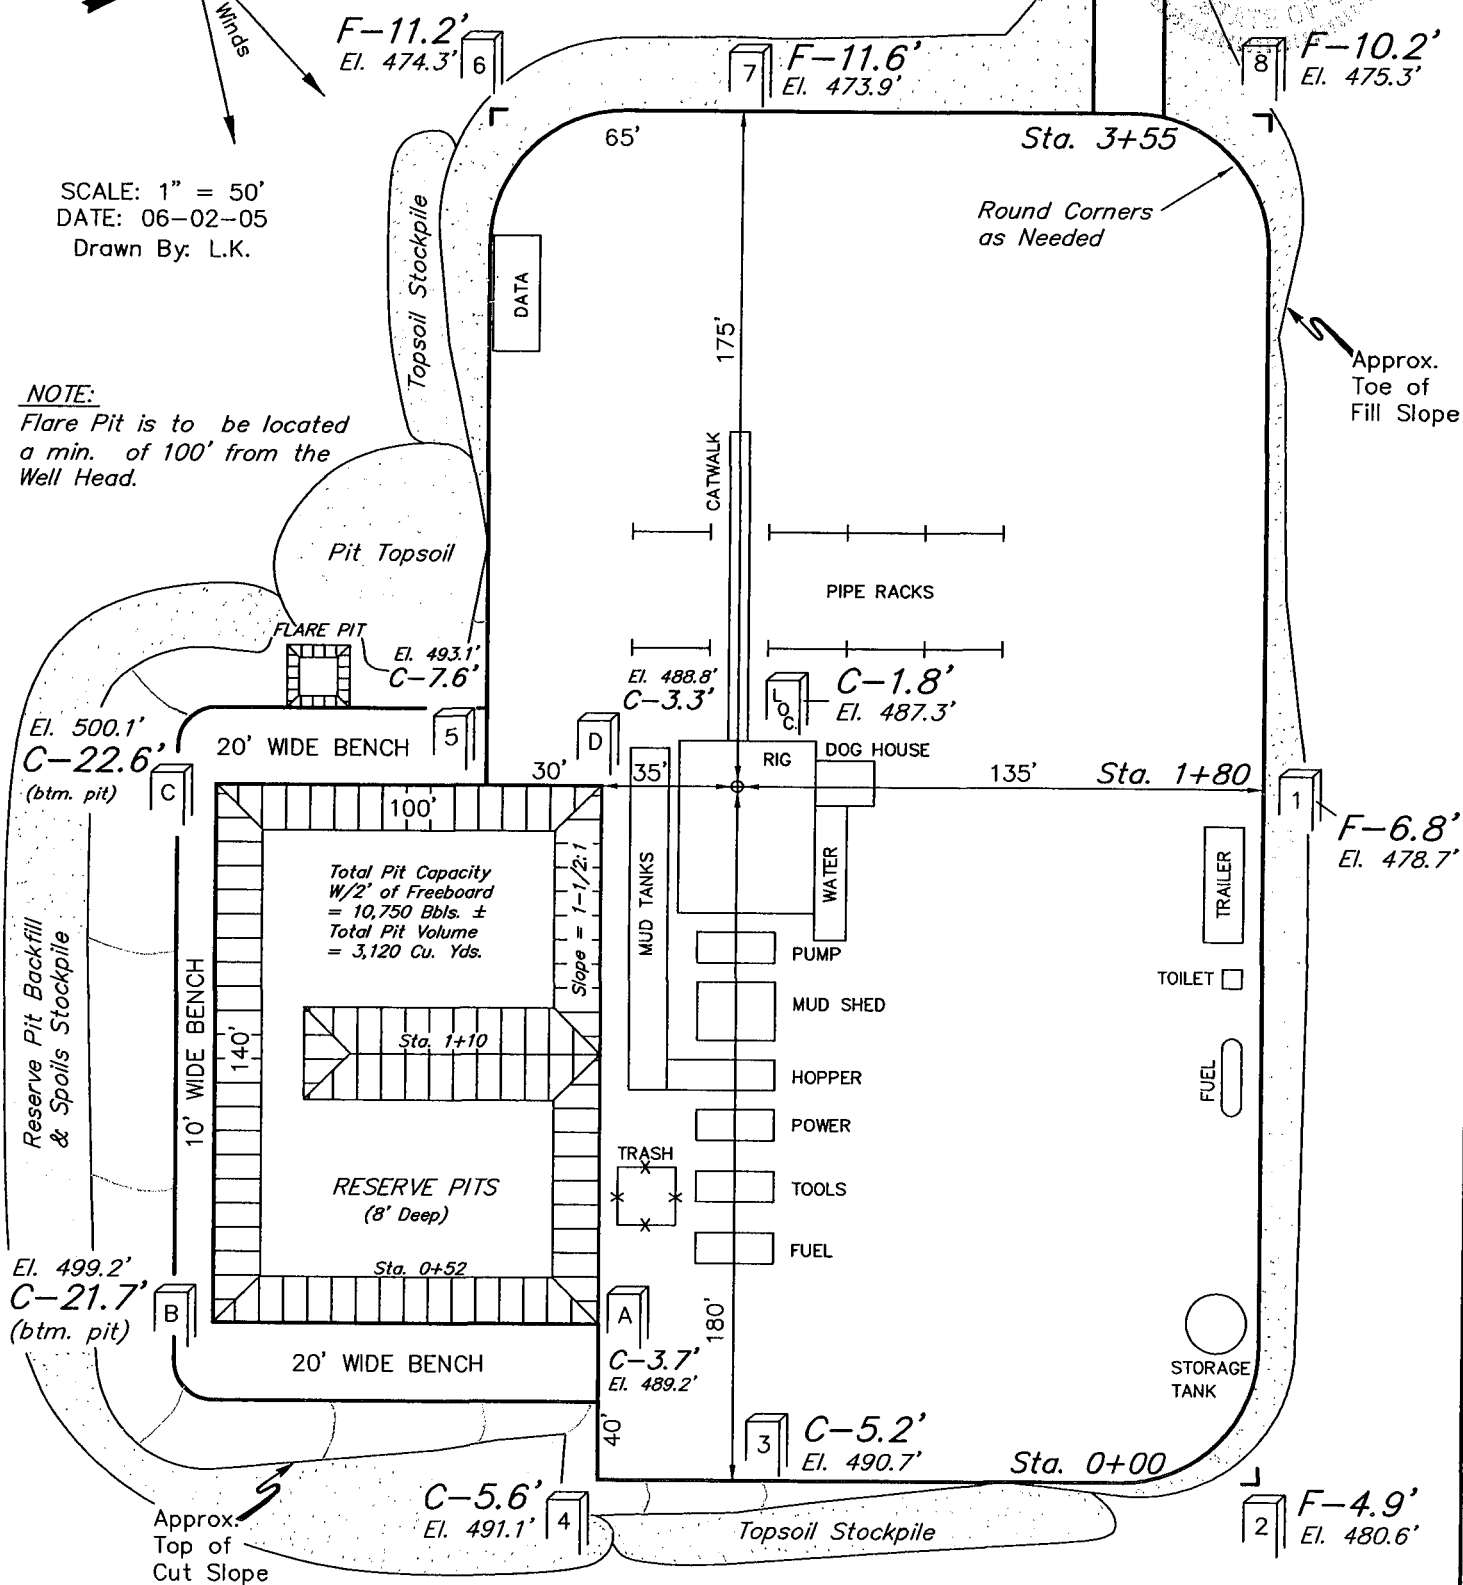 Winds
F-11.2'
El. 474.3'
6
7
F-11.6'
El. 473.9'
8
F-10.2'
El. 475.3'
65'
Sta. 3+55
SCALE: 1" = 50'
DATE: 06-02-05
Drawn By: L.K.
Topsoil Stockpile
Round Corners
as Needed
DATA
175'
Approx.
Toe of
Fill Slope
NOTE:
Flare Pit is to be located
a min. of 100' from the
Well Head.
CATWALK
Pit Topsoil
PIPE RACKS
FLARE PIT
El. 493.1'
C-7.6'
El. 488.8'
C-3.3'
LOC.
C-1.8'
El. 487.3'
El. 500.1'
C-22.6'
(btm. pit)
C
20' WIDE BENCH
5
D
RIG
DOG HOUSE
30'
35'
135'
Sta. 1+80
1
F-6.8'
El. 478.7'
100'
Total Pit Capacity
W/2' of Freeboard
= 10,750 Bbls. ±
Total Pit Volume
= 3,120 Cu. Yds.
Slope = 1-1/2:1
MUD TANKS
WATER
TRAILER
Reserve Pit Backfill
& Spoils Stockpile
10' WIDE BENCH
140'
PUMP
TOILET
MUD SHED
Sta. 1+10
HOPPER
FUEL
POWER
TRASH
TOOLS
RESERVE PITS
(8' Deep)
FUEL
Sta. 0+52
El. 499.2'
C-21.7'
(btm. pit)
B
A
180'
20' WIDE BENCH
C-3.7'
El. 489.2'
STORAGE
TANK
40'
3
C-5.2'
El. 490.7'
Sta. 0+00
C-5.6'
El. 491.1'
4
Topsoil Stockpile
2
F-4.9'
El. 480.6'
Approx.
Top of
Cut Slope